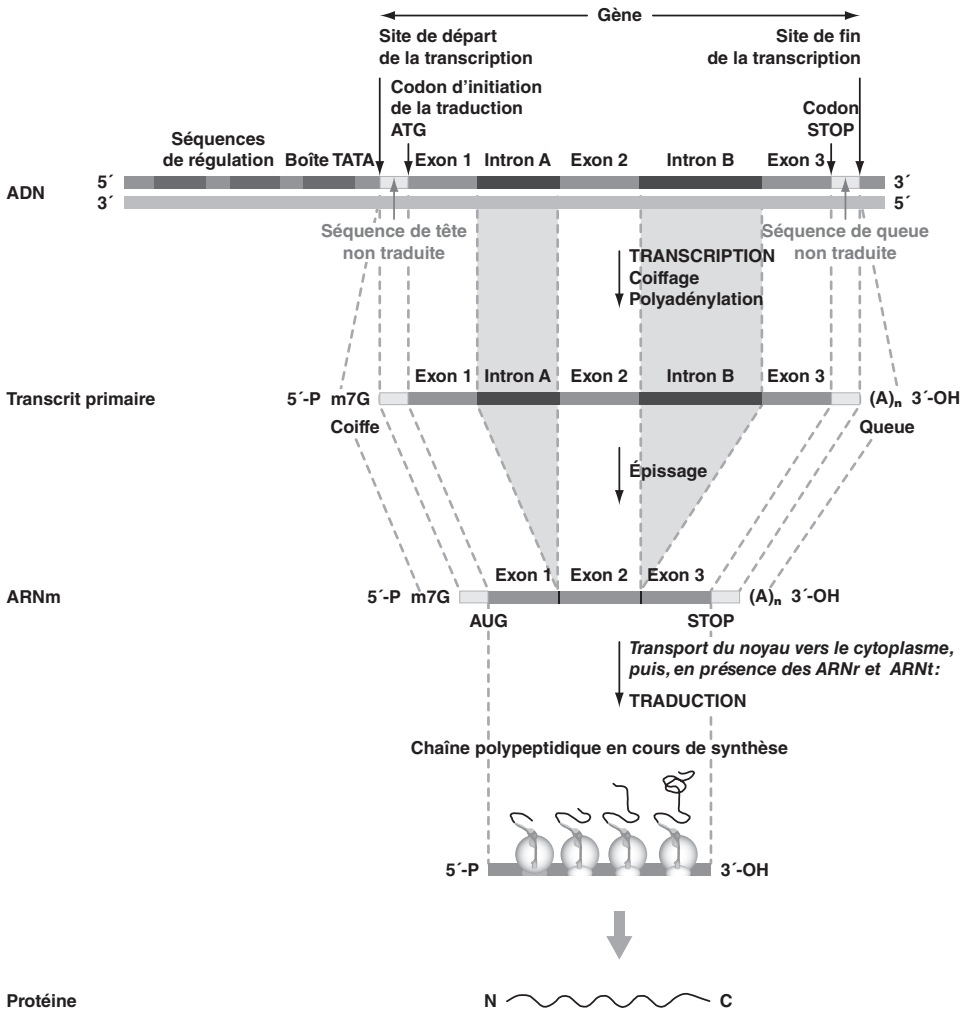 Gène
Site de départ
de la transcription
Site de fin
de la transcription
Codon d'initiation
de la traduction
ATG
Codon
STOP
Séquences
de régulation
Boîte TATA
Exon 1
Intron A
Exon 2
Intron B
Exon 3
ADN
5´
3´
3´
5´
Séquence de tête
non traduite
Séquence de queue
non traduite
TRANSCRIPTION
Coiffage
Polyadénylation
Exon 1
Intron A
Exon 2
Intron B
Exon 3
Transcrit primaire
5´-P m7G
(A)n 3´-OH
Coiffe
Queue
Épissage
Exon 1
Exon 2
Exon 3
ARNm
5´-P m7G
(A)n 3´-OH
AUG
STOP
Transport du noyau vers le cytoplasme,
puis, en présence des ARNr et ARNt:
TRADUCTION
Chaîne polypeptidique en cours de synthèse
5´-P
3´-OH
Protéine
N
C